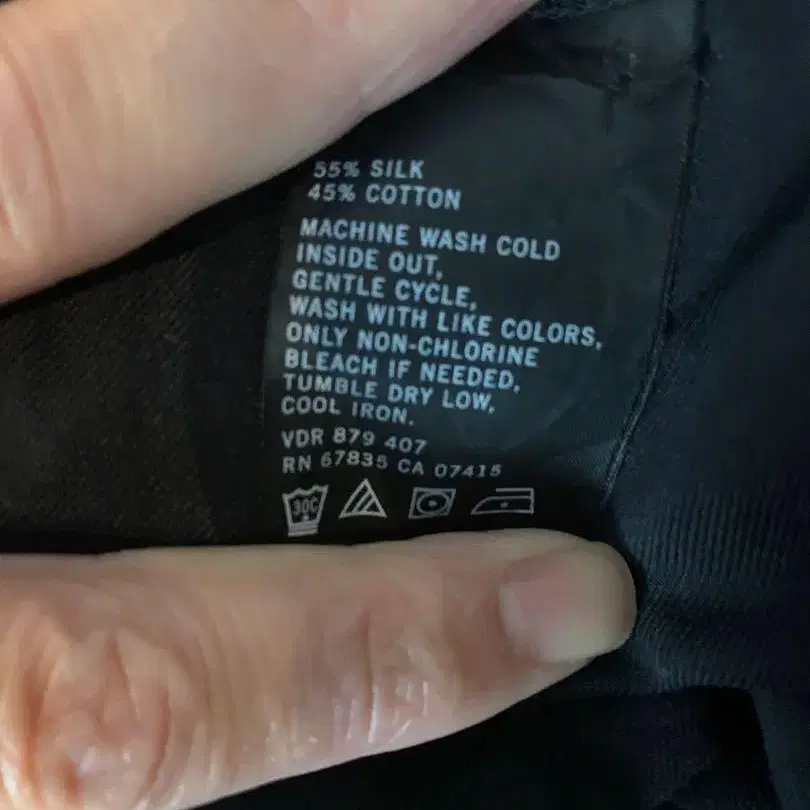 55% SILK
45% COTTON
MACHINE WASH COLD
INSIDE OUT,
GENTLE CYCLE,
WASH WITH LIKE COLORS,
ONLY NON-CHLORINE
BLEACH IF NEEDED,
TUMBLE DRY LOW,
COOL IRON.
VDR 879 407
RN 67835 CA 07415
30C